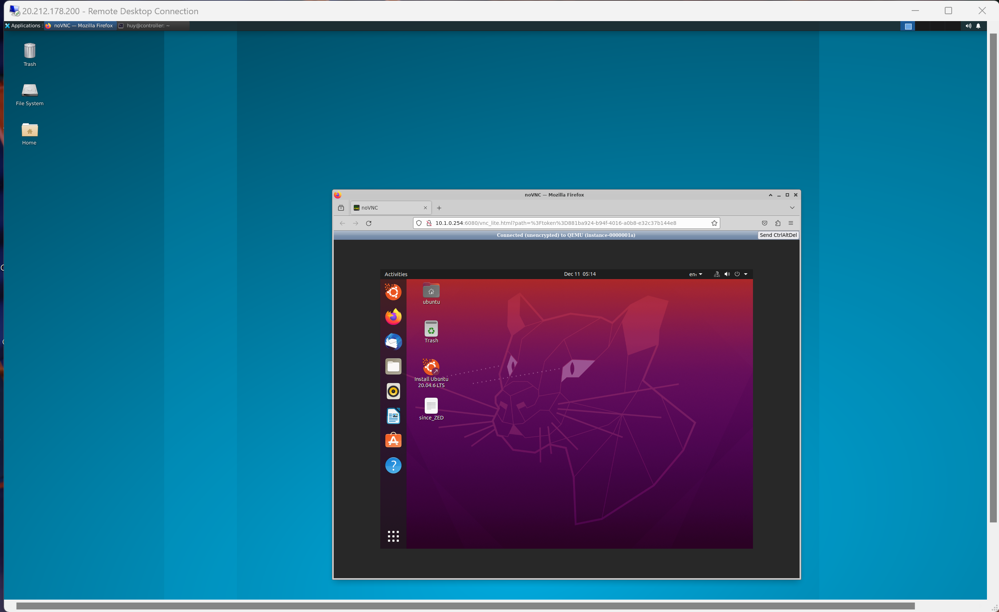 20.212.178.200 - Remote Desktop Connection
Applications
noVNC — Mozilla Firefox
huy@controller: ~
Trash
File System
Home
noVNC — Mozilla Firefox
noVNC
10.1.0.254:6080/vnc_lite.html?path=%3Ftoken%3D881ba924-b94f-4016-a0b8-e32c37b144e8
Connected (unencrypted) to QEMU (instance-0000001a)
Send CtrlAltDel
Activities
Dec 11 05:14
en₁
ubuntu
Trash
Install Ubuntu
20.04.6 LTS
since_ZED